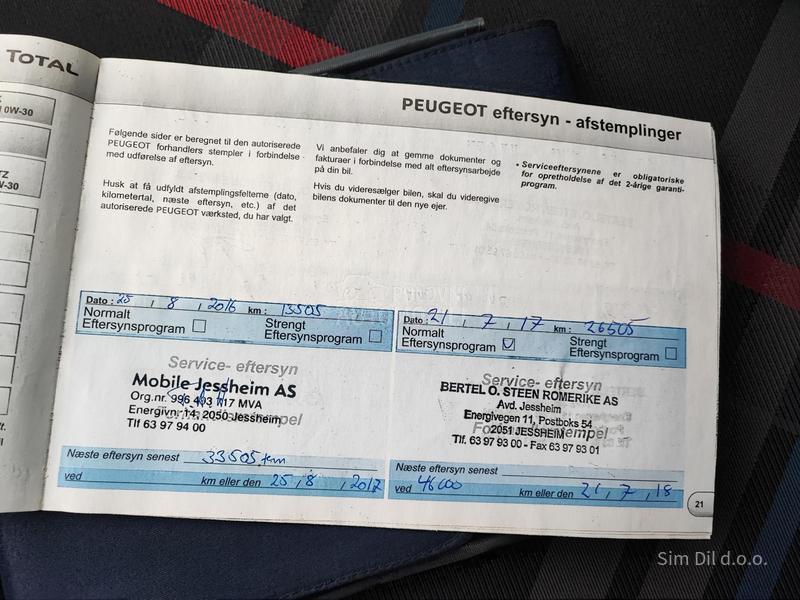 TOTAL
0W-30
TZ
W-30
PEUGEOT eftersyn - afstemplinger
Følgende sider er beregnet til den autoriserede
PEUGEOT forhandlers stempler i forbindelse
med udførelse af eftersyn.
Husk at få udfyldt afstemplingsfelterne (dato,
kilometertal, næste eftersyn, etc.) af det
autoriserede PEUGEOT værksted, du har valgt.
Vi anbefaler dig at gemme dokumenter og
fakturaer i forbindelse med alt eftersynsarbejde
på din bil.
Hvis du videresælger bilen, skal du videregive
bilens dokumenter til den nye ejer.
• Serviceeftersynene er obligatoriske
for opretholdelse af det 2-årige garanti-
program.
Dato : 25 / 8 / 2016 km : 13505
Normalt
Eftersynsprogram
Strengt
Eftersynsprogram
Service- eftersyn
Mobile Jessheim AS
Org.nr. 996 493 117 MVA
Energivn. 14, 2050 Jessheim
Tlf 63 97 94 00
Næste eftersyn senest 33505 km
ved km eller den 25 / 8 / 2017
Dato : 21 / 7 / 17 km : 26505
Normalt
Eftersynsprogram
Strengt
Eftersynsprogram
Service- eftersyn
BERTEL O. STEEN ROMERIKE AS
Avd. Jessheim
Energivegen 11, Postboks 54
2051 JESSHEIM
Tlf. 63 97 93 00 - Fax 63 97 93 01
Næste eftersyn senest
ved 46000 km eller den 21 / 7 / 18
21
Sim Dil d.o.o.